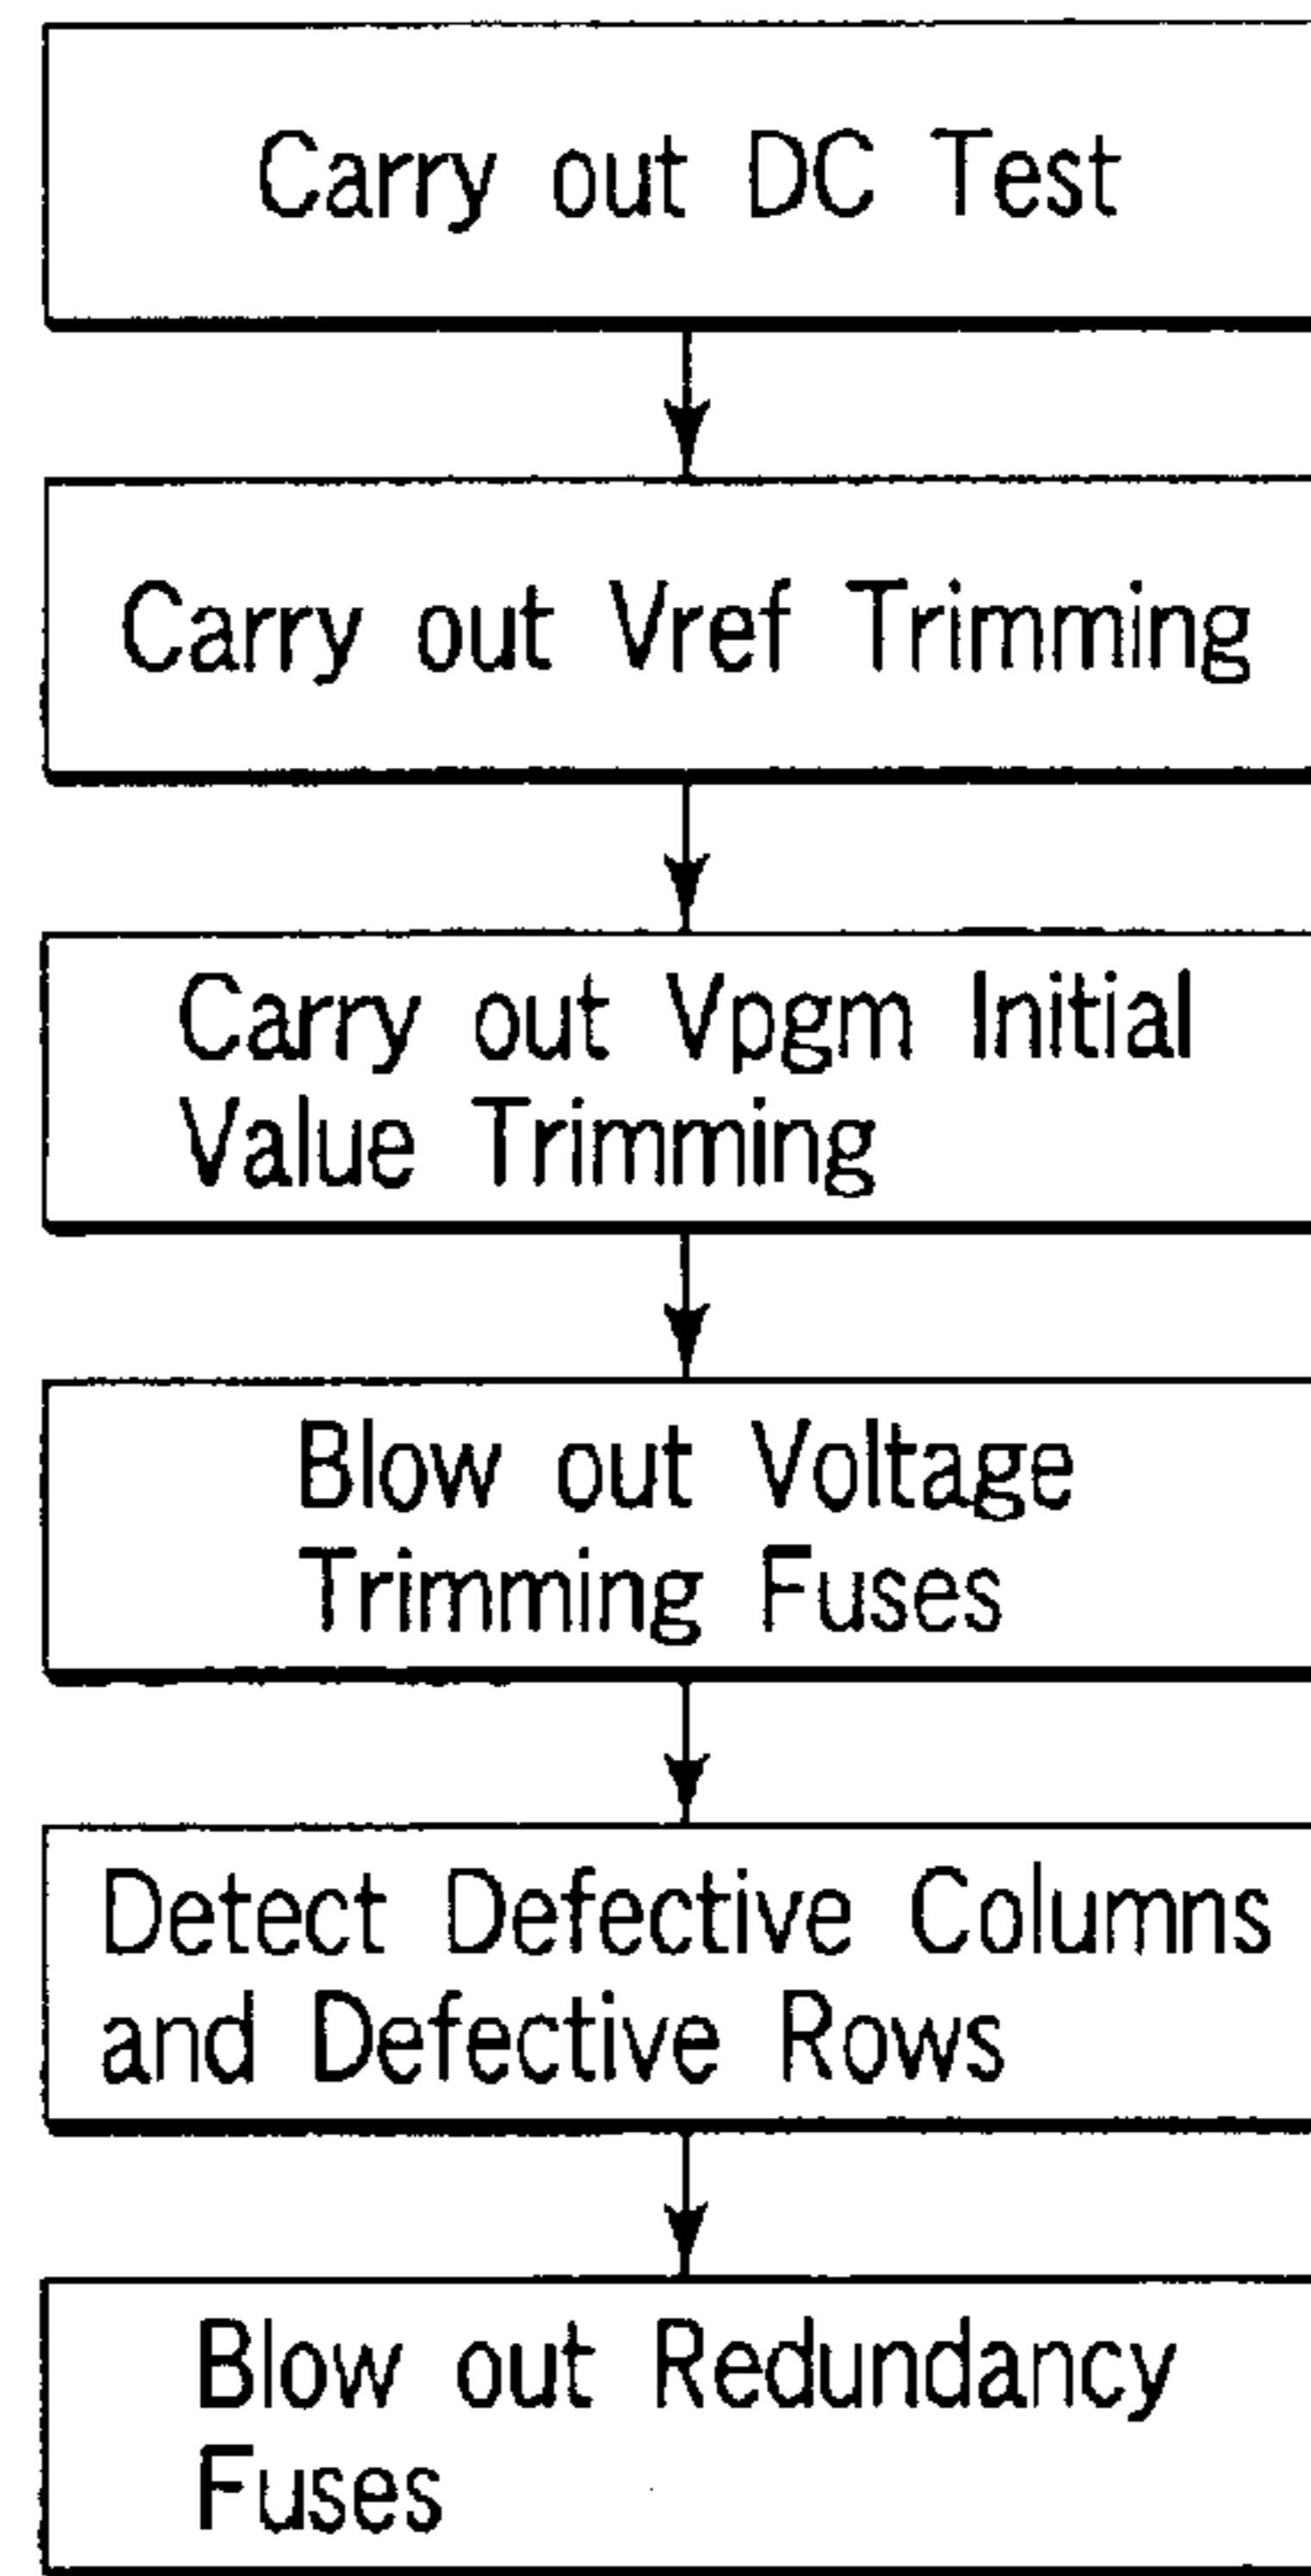 Carry out DC Test
Carry out Vref Trimming
Carry out Vpgm Initial
Value Trimming
Blow out Voltage
Trimming Fuses
Detect Defective Columns
and Defective Rows
Blow out Redundancy
Fuses